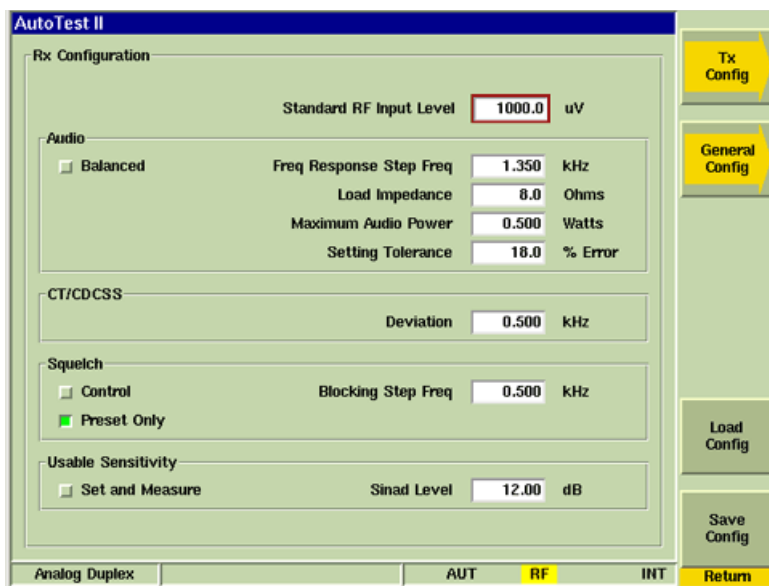 AutoTest II
Rx Configuration
Standard RF Input Level 1000.0 uV
Audio
Balanced Freq Response Step Freq 1.350 kHz
Load Impedance 8.0 Ohms
Maximum Audio Power 0.500 Watts
Setting Tolerance 18.0 % Error
CT/CDCSS
Deviation 0.500 kHz
Squelch
Control Blocking Step Freq 0.500 kHz
Preset Only
Usable Sensitivity
Set and Measure Sinad Level 12.00 dB
Analog Duplex AUT RF INT
Tx
Config
General
Config
Load
Config
Save
Config
Return